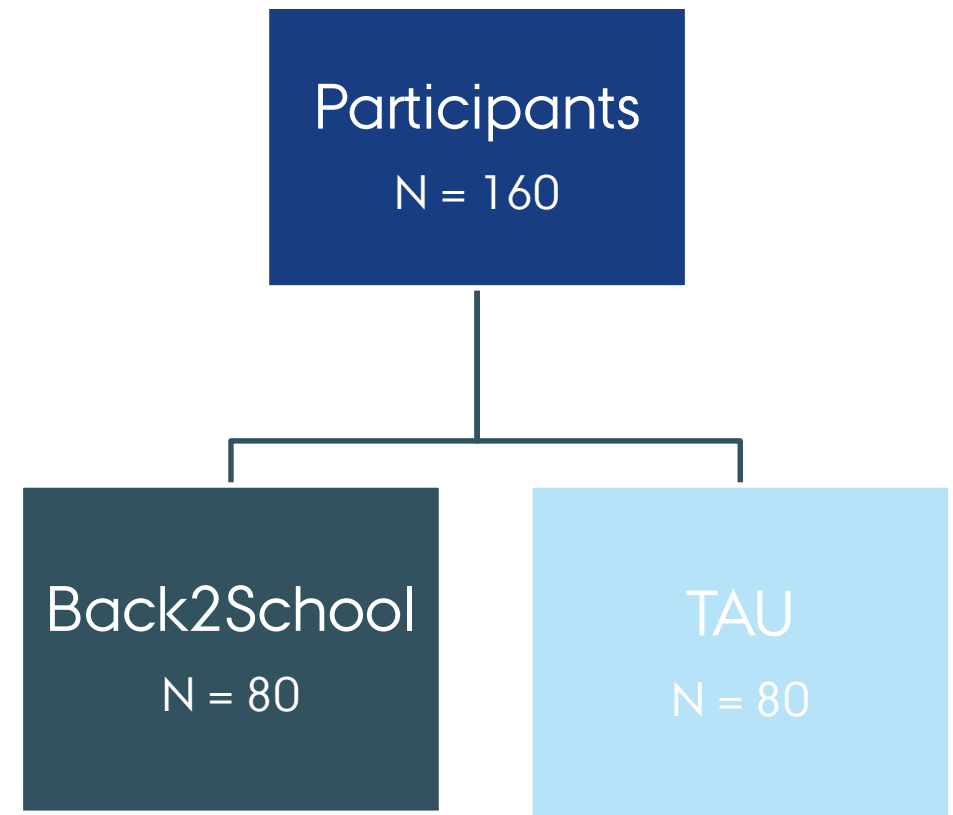 Participants
N = 160
Back2School
N = 80
TAU
N = 80